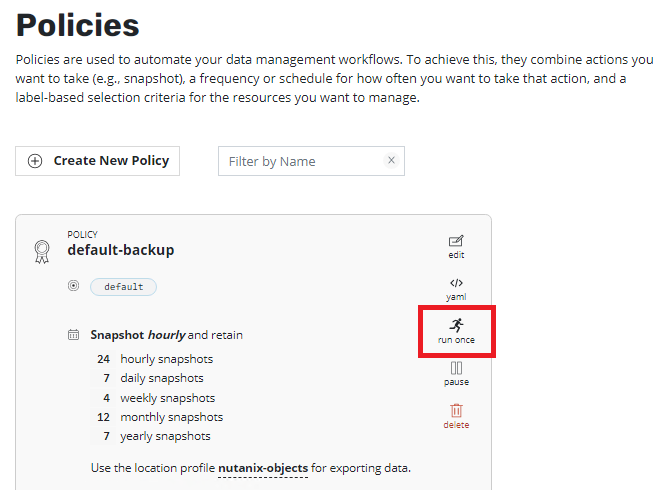 Policies
Policies are used to automate your data management workflows. To achieve this, they combine actions you
want to take (e.g., snapshot), a frequency or schedule for how often you want to take that action, and a
label-based selection criteria for the resources you want to manage.
Create New Policy
Filter by Name
POLICY
default-backup
edit
default
yaml
Snapshot hourly and retain
run once
24 hourly snapshots
7 daily snapshots
pause
4 weekly snapshots
12 monthly snapshots
delete
7 yearly snapshots
Use the location profile nutanix-objects for exporting data.